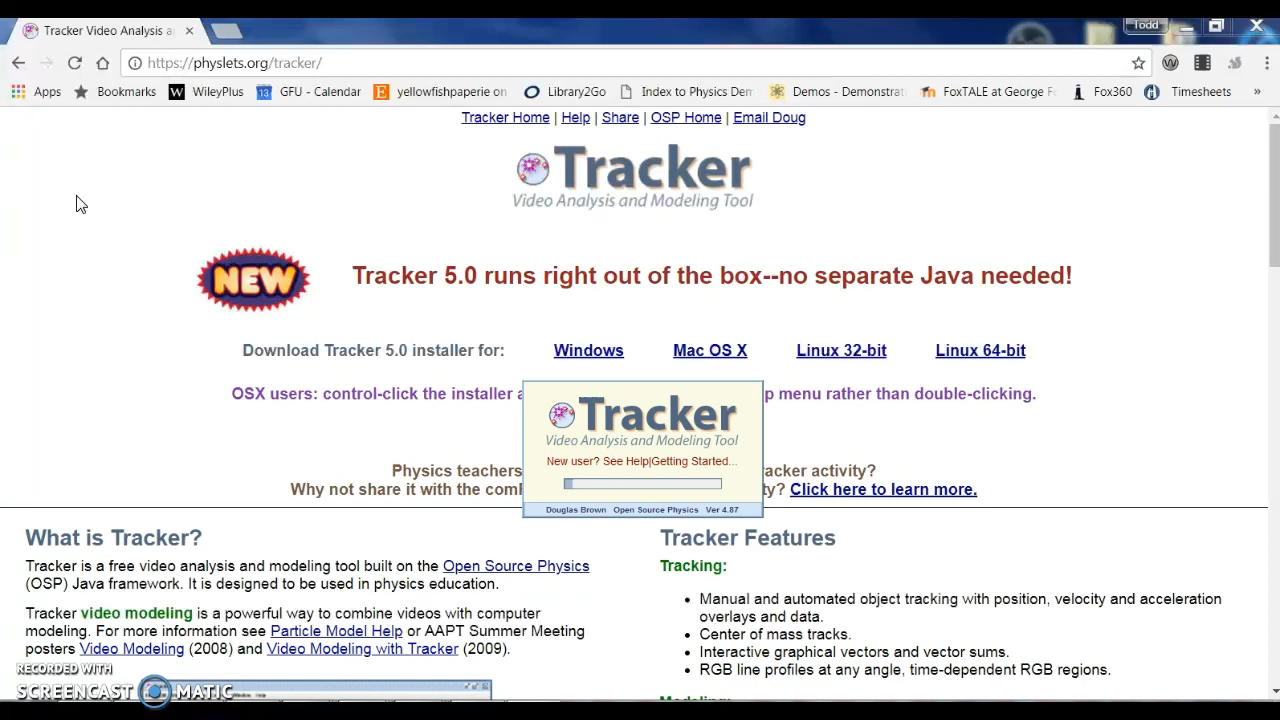 Tracker Video Analysis a
Todd
https://physlets.org/tracker/
Apps Bookmarks W WileyPlus 13 GFU - Calendar E yellowfishpaperie on Library2Go Index to Physics Dem Demos - Demonstrati FoxTALE at George Fo Fox360 Timesheets »
Tracker Home | Help | Share | OSP Home | Email Doug
Tracker
Video Analysis and Modeling Tool
NEW
Tracker 5.0 runs right out of the box--no separate Java needed!
Download Tracker 5.0 installer for: Windows Mac OS X Linux 32-bit Linux 64-bit
OSX users: control-click the installer a p menu rather than double-clicking.
Tracker
Video Analysis and Modeling Tool
New user? See Help|Getting Started...
Douglas Brown Open Source Physics Ver 4.87
Physics teachers racker activity?
Why not share it with the com ty? Click here to learn more.
What is Tracker?
Tracker is a free video analysis and modeling tool built on the Open Source Physics
(OSP) Java framework. It is designed to be used in physics education.
Tracker video modeling is a powerful way to combine videos with computer
modeling. For more information see Particle Model Help or AAPT Summer Meeting
posters Video Modeling (2008) and Video Modeling with Tracker (2009).
Tracker Features
Tracking:
Manual and automated object tracking with position, velocity and acceleration
overlays and data.
Center of mass tracks.
Interactive graphical vectors and vector sums.
RGB line profiles at any angle, time-dependent RGB regions.
Modeling:
RECORDED WITH
SCREENCAST MATIC